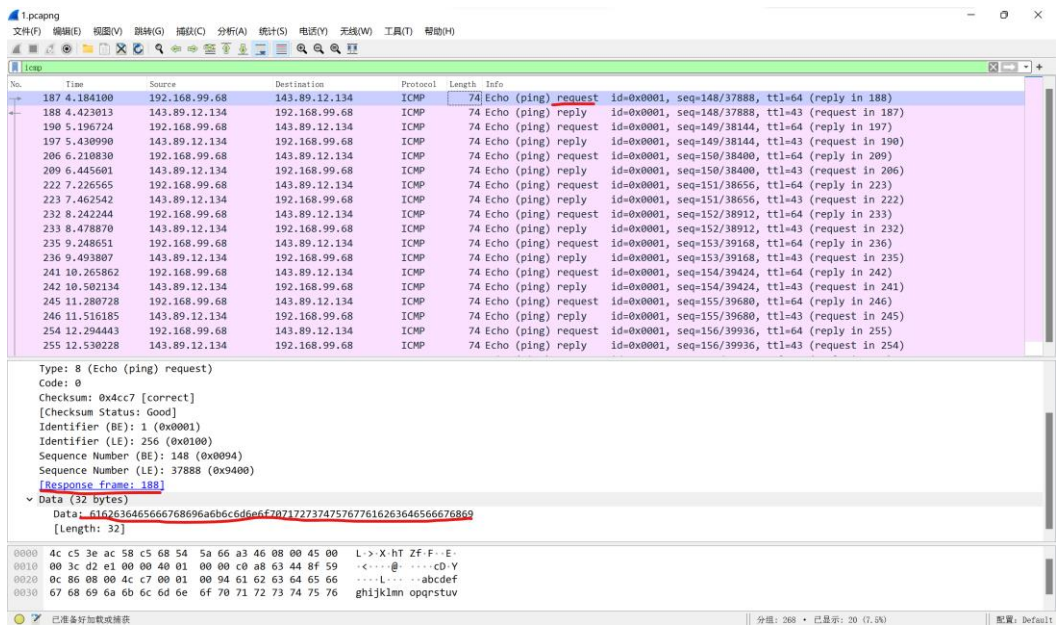 1.pcapng
文件(F) 编辑(E) 视图(V) 跳转(G) 捕获(C) 分析(A) 统计(S) 电话(Y) 无线(W) 工具(T) 帮助(H)
icmp
No. Time Source Destination Protocol Length Info
187 4.184100 192.168.99.68 143.89.12.134 ICMP 74 Echo (ping) request id=0x0001, seq=148/37888, ttl=64 (reply in 188)
188 4.423013 143.89.12.134 192.168.99.68 ICMP 74 Echo (ping) reply id=0x0001, seq=148/37888, ttl=43 (request in 187)
190 5.196724 192.168.99.68 143.89.12.134 ICMP 74 Echo (ping) request id=0x0001, seq=149/38144, ttl=64 (reply in 197)
197 5.430990 143.89.12.134 192.168.99.68 ICMP 74 Echo (ping) reply id=0x0001, seq=149/38144, ttl=43 (request in 190)
206 6.210830 192.168.99.68 143.89.12.134 ICMP 74 Echo (ping) request id=0x0001, seq=150/38400, ttl=64 (reply in 209)
209 6.445601 143.89.12.134 192.168.99.68 ICMP 74 Echo (ping) reply id=0x0001, seq=150/38400, ttl=43 (request in 206)
222 7.226565 192.168.99.68 143.89.12.134 ICMP 74 Echo (ping) request id=0x0001, seq=151/38656, ttl=64 (reply in 223)
223 7.462542 143.89.12.134 192.168.99.68 ICMP 74 Echo (ping) reply id=0x0001, seq=151/38656, ttl=43 (request in 222)
232 8.242244 192.168.99.68 143.89.12.134 ICMP 74 Echo (ping) request id=0x0001, seq=152/38912, ttl=64 (reply in 233)
233 8.478870 143.89.12.134 192.168.99.68 ICMP 74 Echo (ping) reply id=0x0001, seq=152/38912, ttl=43 (request in 232)
235 9.248651 192.168.99.68 143.89.12.134 ICMP 74 Echo (ping) request id=0x0001, seq=153/39168, ttl=64 (reply in 236)
236 9.493807 143.89.12.134 192.168.99.68 ICMP 74 Echo (ping) reply id=0x0001, seq=153/39168, ttl=43 (request in 235)
241 10.265862 192.168.99.68 143.89.12.134 ICMP 74 Echo (ping) request id=0x0001, seq=154/39424, ttl=64 (reply in 242)
242 10.502134 143.89.12.134 192.168.99.68 ICMP 74 Echo (ping) reply id=0x0001, seq=154/39424, ttl=43 (request in 241)
245 11.280728 192.168.99.68 143.89.12.134 ICMP 74 Echo (ping) request id=0x0001, seq=155/39680, ttl=64 (reply in 246)
246 11.516185 143.89.12.134 192.168.99.68 ICMP 74 Echo (ping) reply id=0x0001, seq=155/39680, ttl=43 (request in 245)
254 12.294443 192.168.99.68 143.89.12.134 ICMP 74 Echo (ping) request id=0x0001, seq=156/39936, ttl=64 (reply in 255)
255 12.530228 143.89.12.134 192.168.99.68 ICMP 74 Echo (ping) reply id=0x0001, seq=156/39936, ttl=43 (request in 254)
Type: 8 (Echo (ping) request)
Code: 0
Checksum: 0x4cc7 [correct]
[Checksum Status: Good]
Identifier (BE): 1 (0x0001)
Identifier (LE): 256 (0x0100)
Sequence Number (BE): 148 (0x0094)
Sequence Number (LE): 37888 (0x9400)
[Response frame: 188]
Data (32 bytes)
Data: 6162636465666768696a6b6c6d6e6f7071727374757677616263646566676869
[Length: 32]
0000 4c c5 3e ac 58 c5 68 54 5a 66 a3 46 08 00 45 00 L·>·X·hT Zf·F··E·
0010 00 3c d2 e1 00 00 40 01 00 00 c0 a8 63 44 8f 59 ·<····@· ····cD·Y
0020 0c 86 08 00 4c c7 00 01 00 94 61 62 63 64 65 66 ····L··· ··abcdef
0030 67 68 69 6a 6b 6c 6d 6e 6f 70 71 72 73 74 75 76 ghijklmn opqrstuv
已准备好加载或捕获 分组: 268 · 已显示: 20 (7.5%) 配置: Default